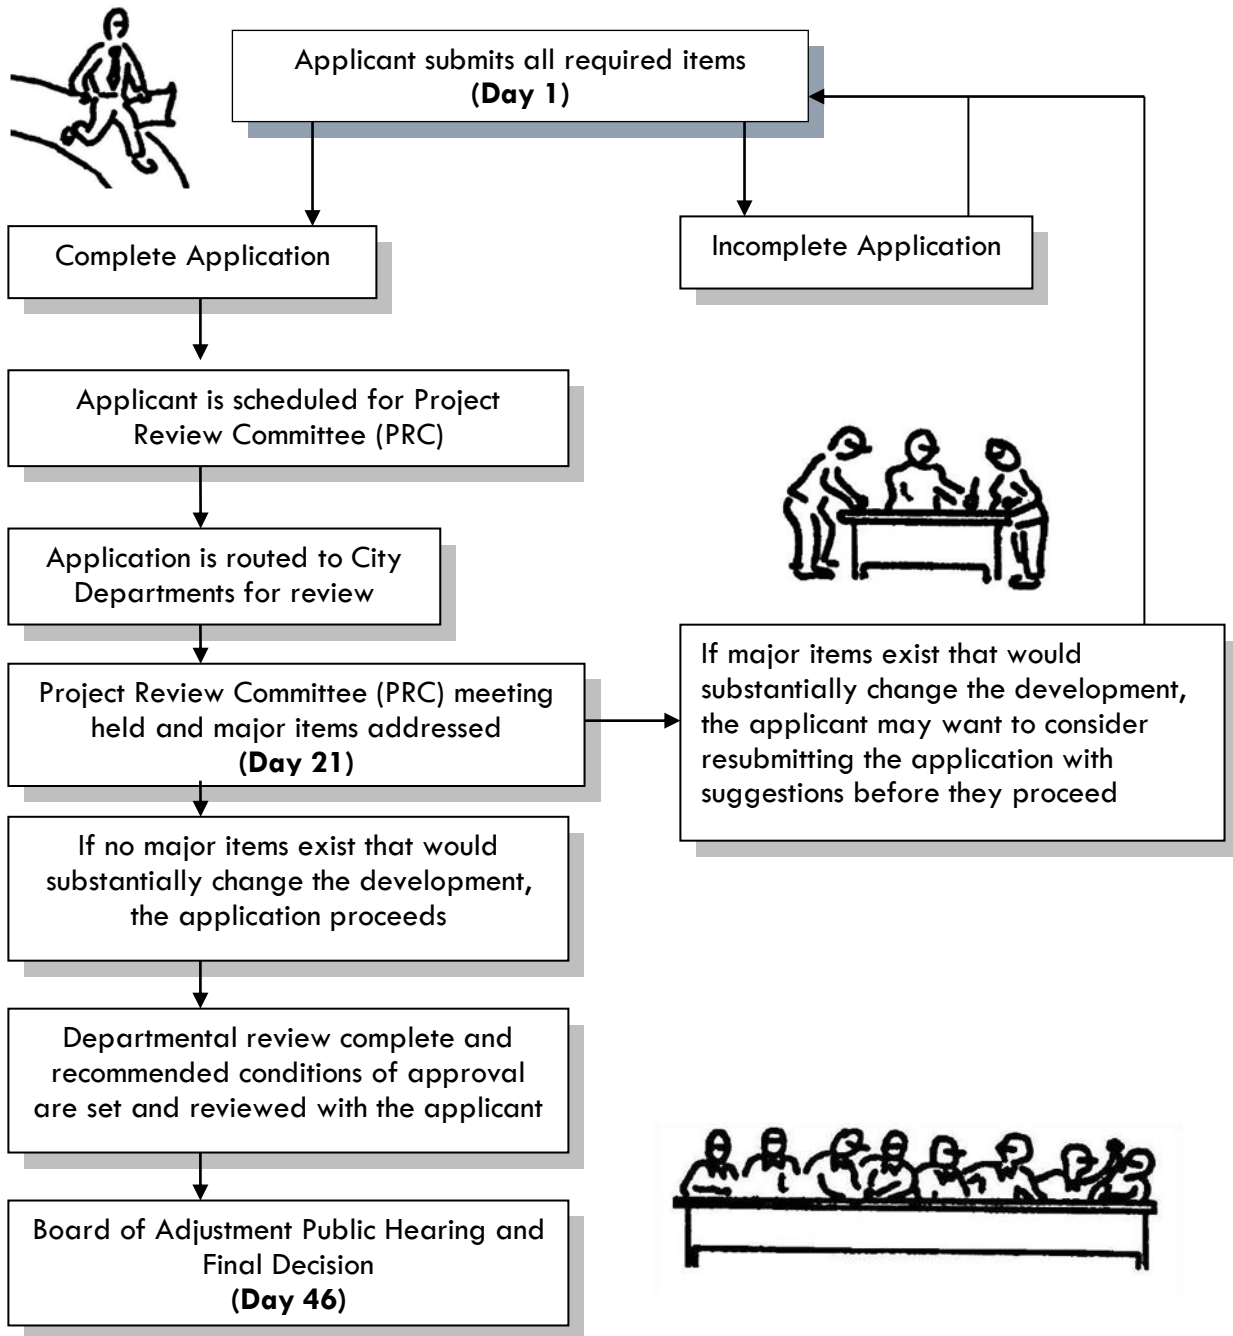 Applicant submits all required items
(Day 1)
Complete Application
Incomplete Application
Applicant is scheduled for Project
Review Committee (PRC)
Application is routed to City
Departments for review
Project Review Committee (PRC) meeting
held and major items addressed
(Day 21)
If major items exist that would
substantially change the development,
the applicant may want to consider
resubmitting the application with
suggestions before they proceed
If no major items exist that would
substantially change the development,
the application proceeds
Departmental review complete and
recommended conditions of approval
are set and reviewed with the applicant
Board of Adjustment Public Hearing and
Final Decision
(Day 46)